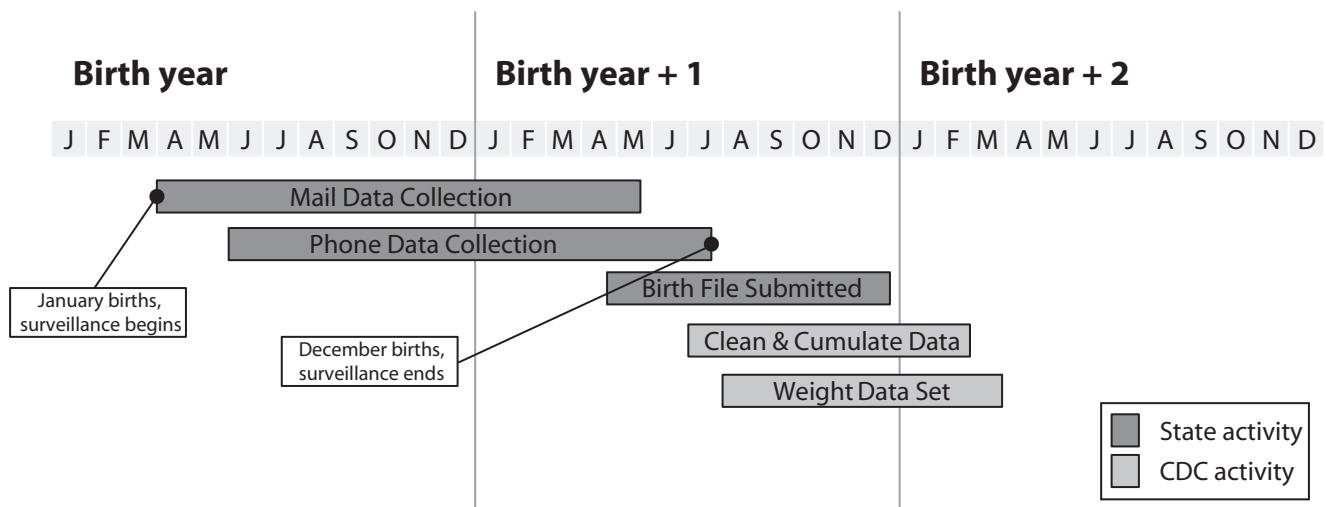 Birth year Birth year + 1 Birth year + 2
J F M A M J J A S O N D J F M A M J J A S O N D J F M A M J J A S O N D
Mail Data Collection
Phone Data Collection
Birth File Submitted
January births,
surveillance begins
Clean & Cumulate Data
December births,
surveillance ends
Weight Data Set
State activity
CDC activity